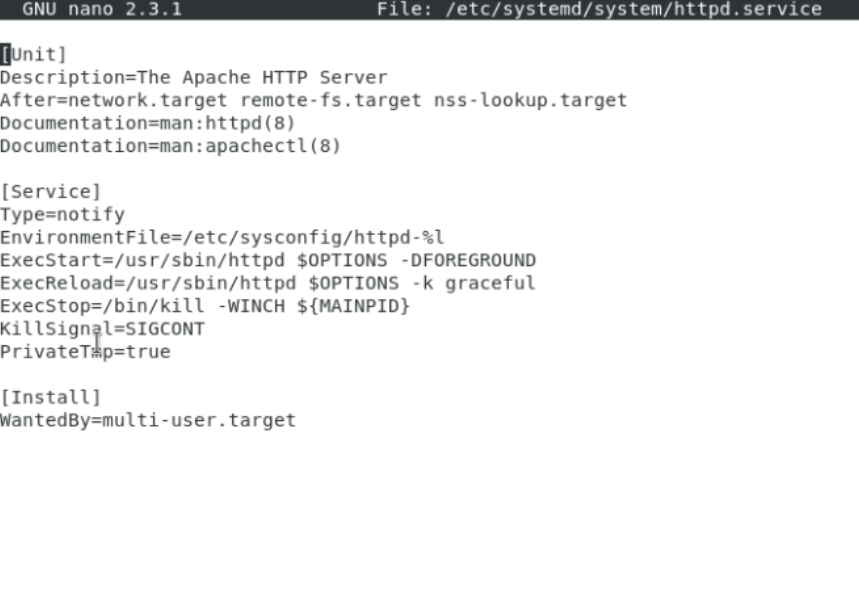 GNU nano 2.3.1 File: /etc/systemd/system/httpd.service
[Unit]
Description=The Apache HTTP Server
After=network.target remote-fs.target nss-lookup.target
Documentation=man:httpd(8)
Documentation=man:apachectl(8)
[Service]
Type=notify
EnvironmentFile=/etc/sysconfig/httpd-%l
ExecStart=/usr/sbin/httpd $OPTIONS -DFOREGROUND
ExecReload=/usr/sbin/httpd $OPTIONS -k graceful
ExecStop=/bin/kill -WINCH ${MAINPID}
KillSignal=SIGCONT
PrivateTmp=true
[Install]
WantedBy=multi-user.target